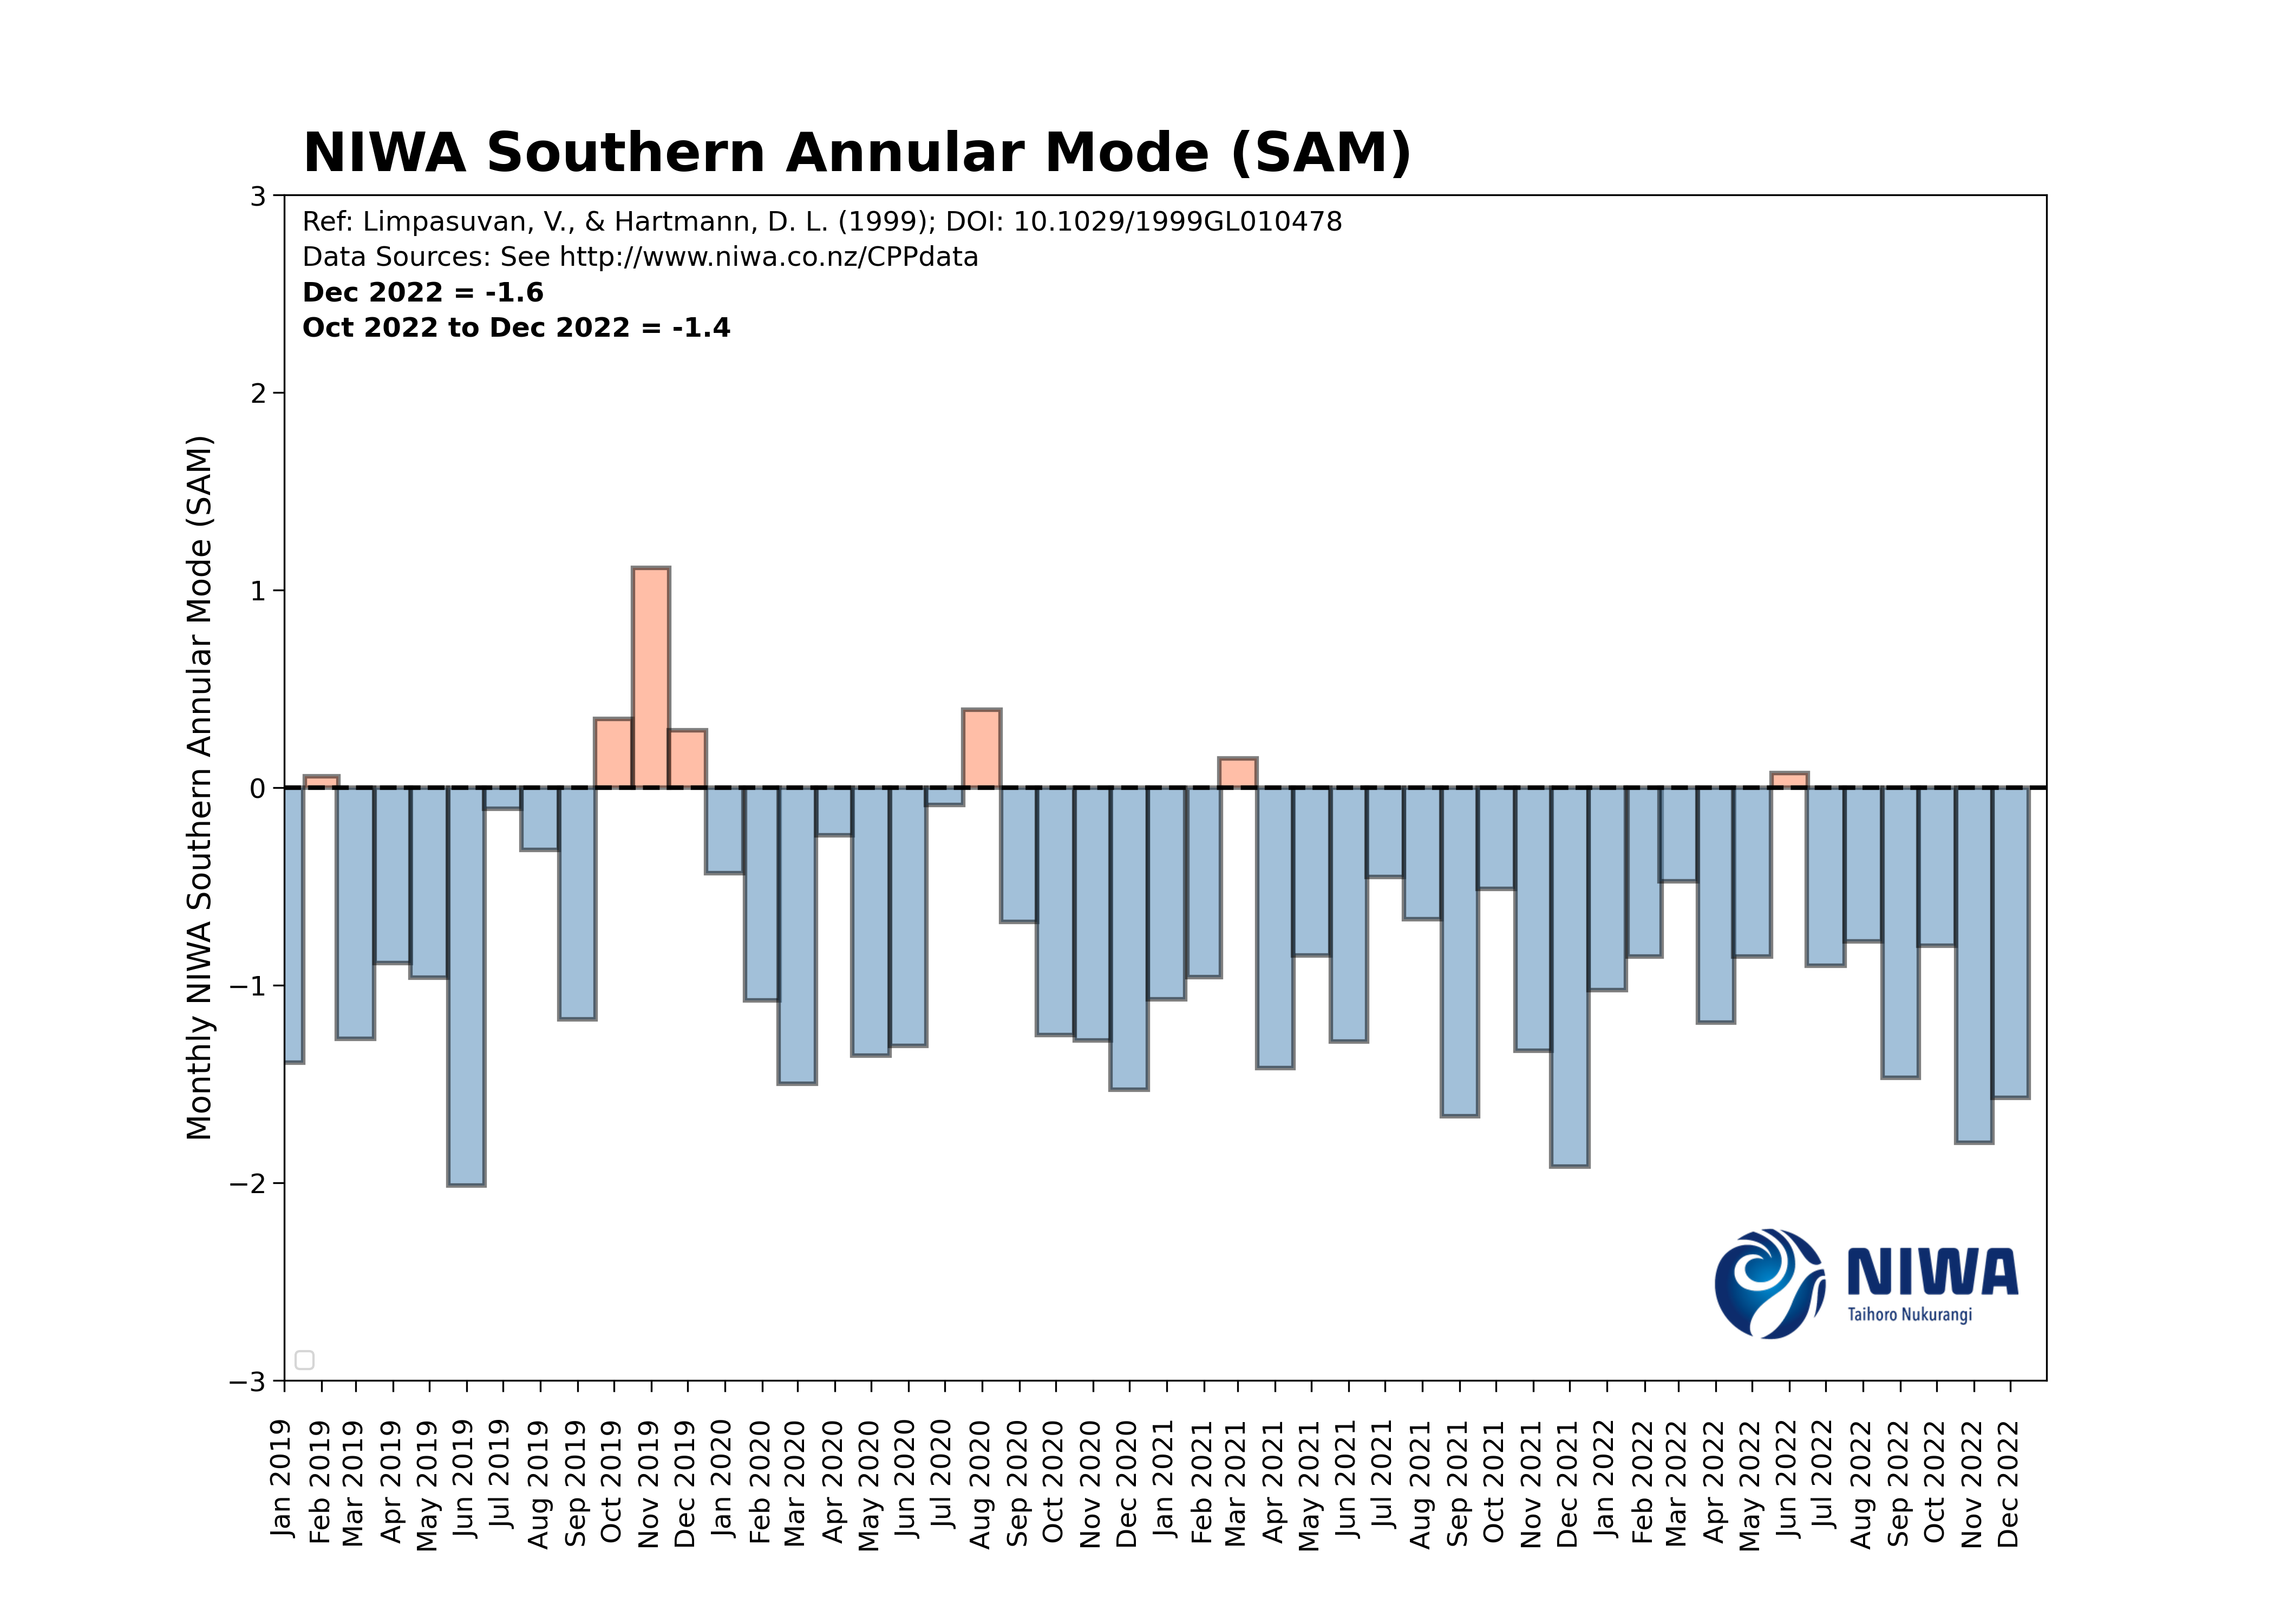 NIWA Southern Annular Mode (SAM)
Ref: Limpasuvan, V., & Hartmann, D. L. (1999); DOI: 10.1029/1999GL010478
Data Sources: See http://www.niwa.co.nz/CPPdata
Dec 2022 = -1.6
Oct 2022 to Dec 2022 = -1.4
Monthly NIWA Southern Annular Mode (SAM)
3
2
1
0
−1
−2
−3
NIWA
Taihoro Nukurangi
Jan 2019
Feb 2019
Mar 2019
Apr 2019
May 2019
Jun 2019
Jul 2019
Aug 2019
Sep 2019
Oct 2019
Nov 2019
Dec 2019
Jan 2020
Feb 2020
Mar 2020
Apr 2020
May 2020
Jun 2020
Jul 2020
Aug 2020
Sep 2020
Oct 2020
Nov 2020
Dec 2020
Jan 2021
Feb 2021
Mar 2021
Apr 2021
May 2021
Jun 2021
Jul 2021
Aug 2021
Sep 2021
Oct 2021
Nov 2021
Dec 2021
Jan 2022
Feb 2022
Mar 2022
Apr 2022
May 2022
Jun 2022
Jul 2022
Aug 2022
Sep 2022
Oct 2022
Nov 2022
Dec 2022